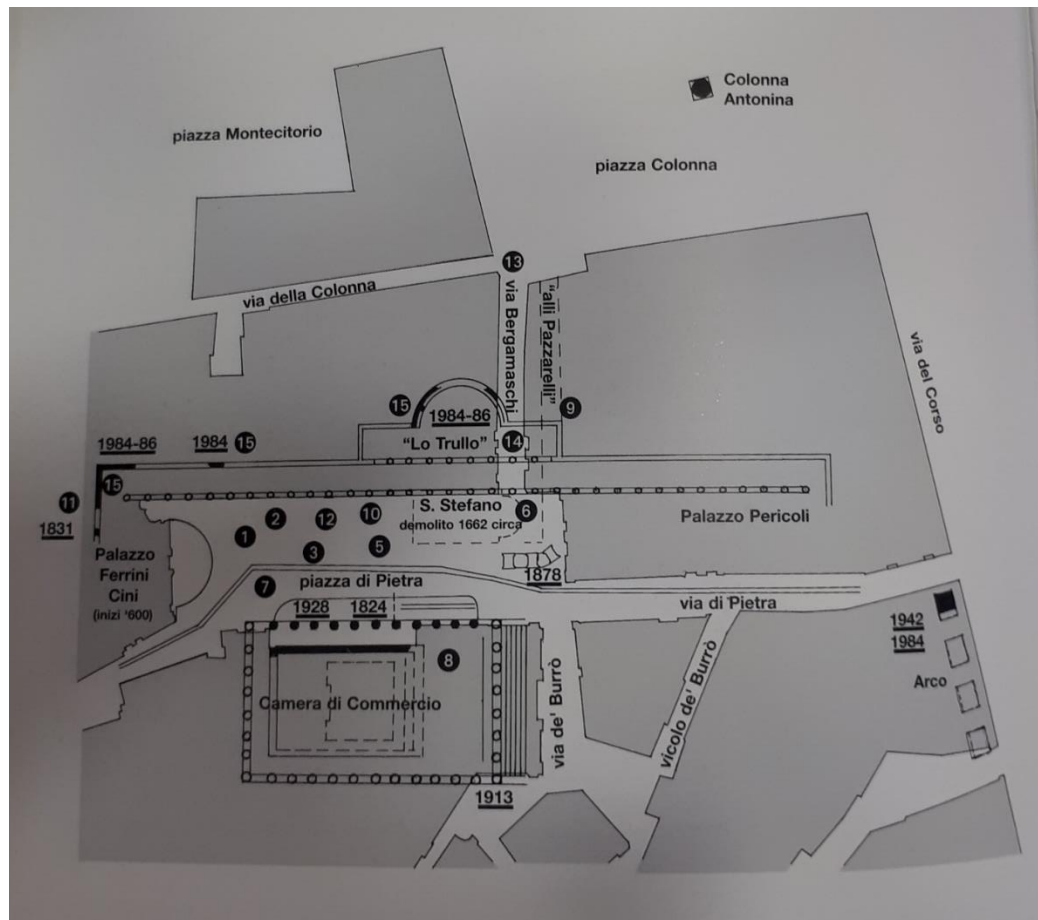 Colonna
Antonina
piazza Montecitorio
piazza Colonna
13
via della Colonna
via Bergamaschi
"alli Pazzarelli"
via del Corso
15
1984-86
9
"Lo Trullo"
14
1984-86
1984
15
15
11
1831
S. Stefano
demolito 1662 circa
6
Palazzo Pericoli
2
12
10
1
3
5
Palazzo
Ferrini
Cini
(inizi '600)
7
piazza di Pietra
1878
via di Pietra
1928
1824
8
Camera di Commercio
via de' Burrò
vicolo de' Burrò
1942
1984
Arco
1913